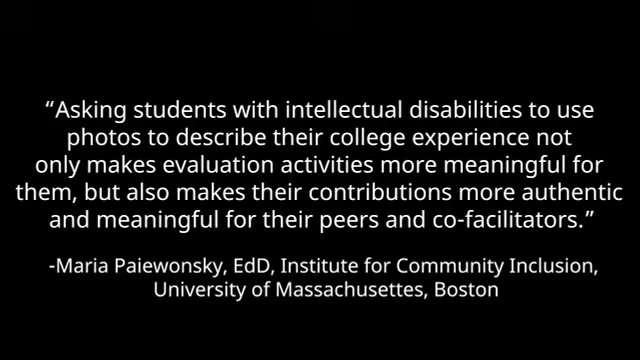 “Asking students with intellectual disabilities to use
photos to describe their college experience not
only makes evaluation activities more meaningful for
them, but also makes their contributions more authentic
and meaningful for their peers and co-facilitators.”
-Maria Paiewonsky, EdD, Institute for Community Inclusion,
University of Massachusettes, Boston